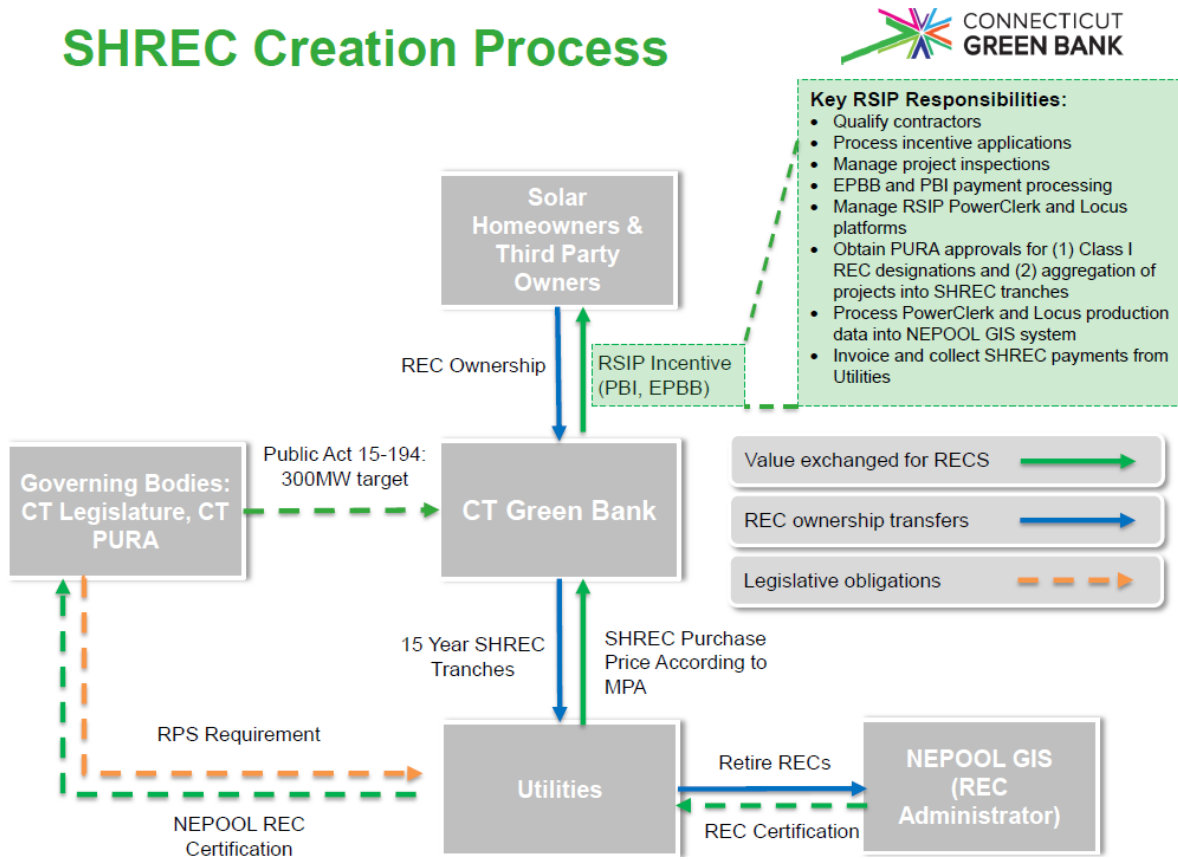 SHREC Creation Process
CONNECTICUT
GREEN BANK
Key RSIP Responsibilities:
• Qualify contractors
• Process incentive applications
• Manage project inspections
• EPBB and PBI payment processing
• Manage RSIP PowerClerk and Locus
platforms
• Obtain PURA approvals for (1) Class I
REC designations and (2) aggregation of
projects into SHREC tranches
• Process PowerClerk and Locus production
data into NEPOOL GIS system
• Invoice and collect SHREC payments from
Utilities
Solar
Homeowners &
Third Party
Owners
REC Ownership
RSIP Incentive
(PBI, EPBB)
Governing Bodies:
CT Legislature, CT
PURA
Public Act 15-194:
300MW target
CT Green Bank
Value exchanged for RECS
REC ownership transfers
Legislative obligations
15 Year SHREC
Tranches
SHREC Purchase
Price According to
MPA
RPS Requirement
NEPOOL REC
Certification
Utilities
Retire RECs
REC Certification
NEPOOL GIS
(REC
Administrator)